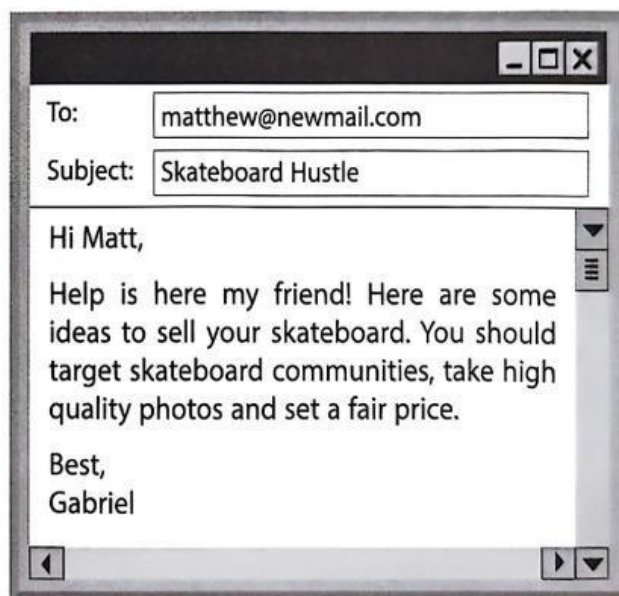 To: matthew@newmail.com
Subject: Skateboard Hustle
Hi Matt,
Help is here my friend! Here are some
ideas to sell your skateboard. You should
target skateboard communities, take high
quality photos and set a fair price.
Best,
Gabriel